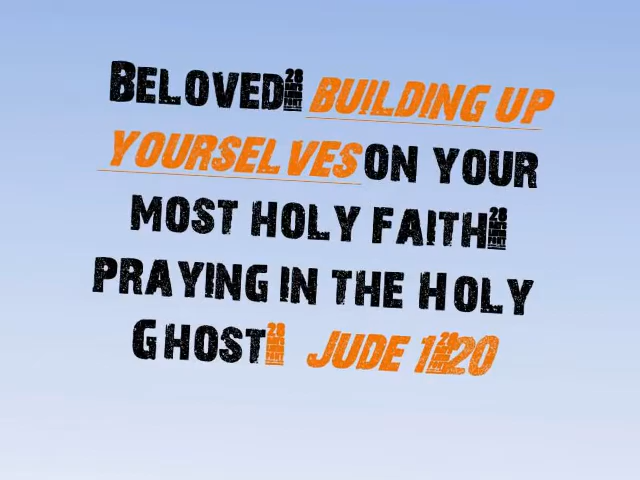 Beloved building up
yourselves on your
most holy faith
praying in the Holy
Ghost Jude 1 20